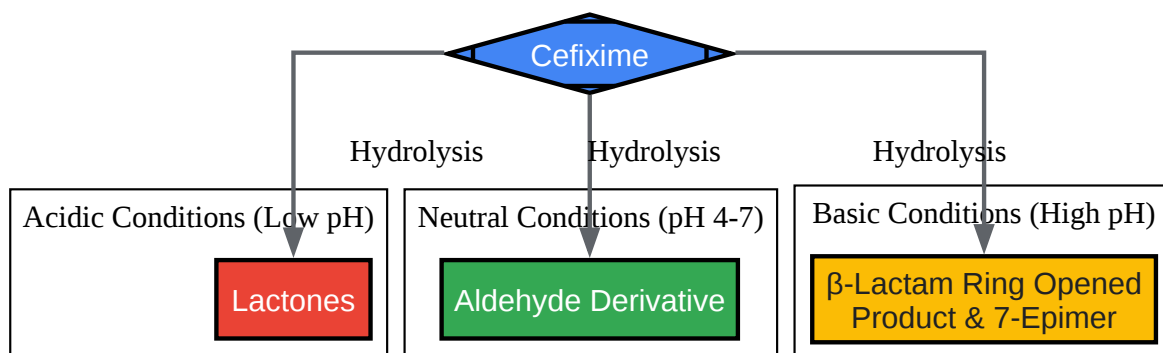 Cefixime
Hydrolysis
Hydrolysis
Hydrolysis
Acidic Conditions (Low pH)
Neutral Conditions (pH 4-7)
Basic Conditions (High pH)
Lactones
Aldehyde Derivative
β-Lactam Ring Opened
Product & 7-Epimer